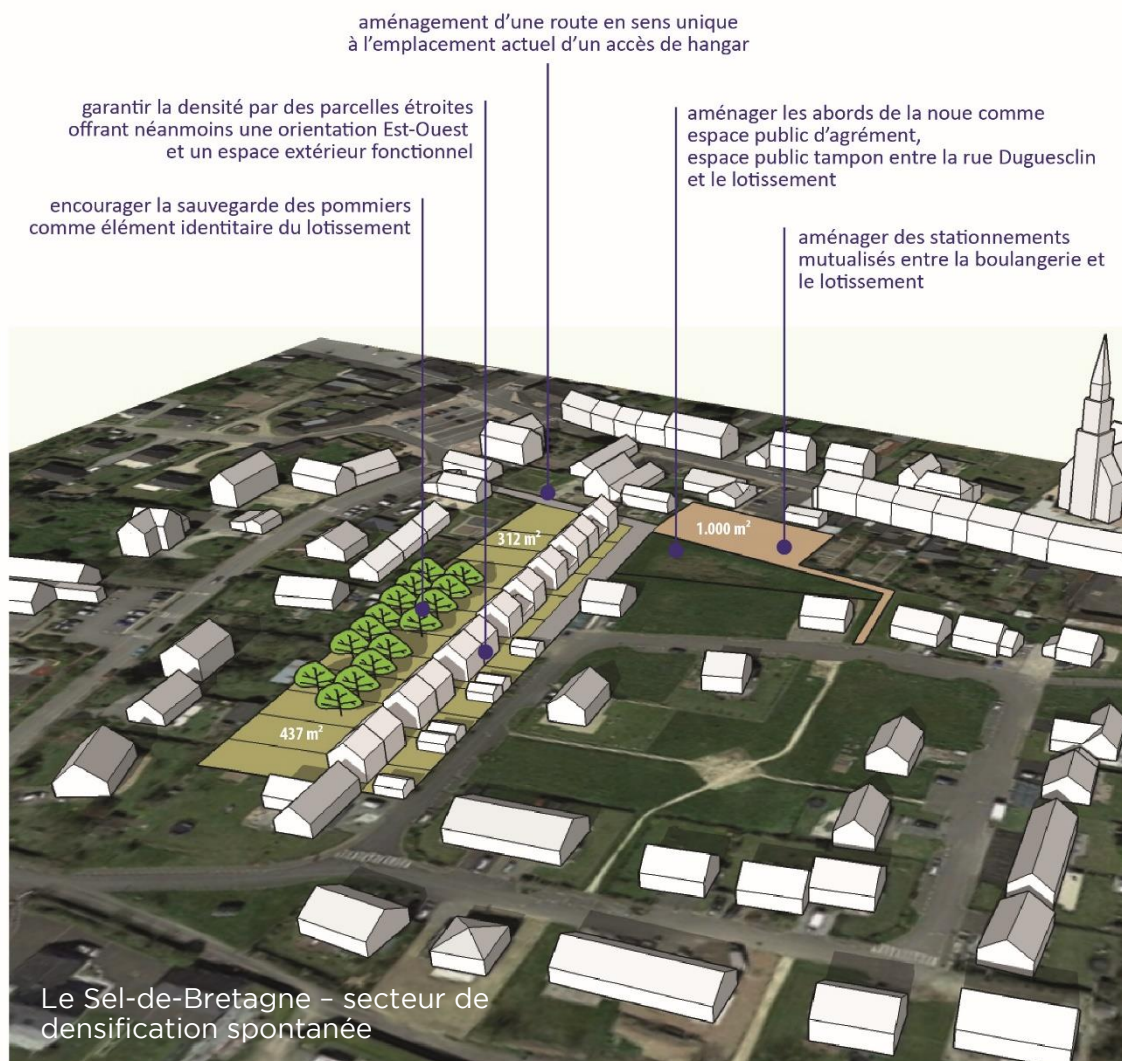 aménagement d'une route en sens unique
à l'emplacement actuel d'un accès de hangar
garantir la densité par des parcelles étroites
offrant néanmoins une orientation Est-Ouest
et un espace extérieur fonctionnel
aménager les abords de la noue comme
espace public d'agrément,
espace public tampon entre la rue Duguesclin
et le lotissement
encourager la sauvegarde des pommiers
comme élément identitaire du lotissement
aménager des stationnements
mutualisés entre la boulangerie et
le lotissement
312 m²
1.000 m²
437 m²
Le Sel-de-Bretagne – secteur de
densification spontanée